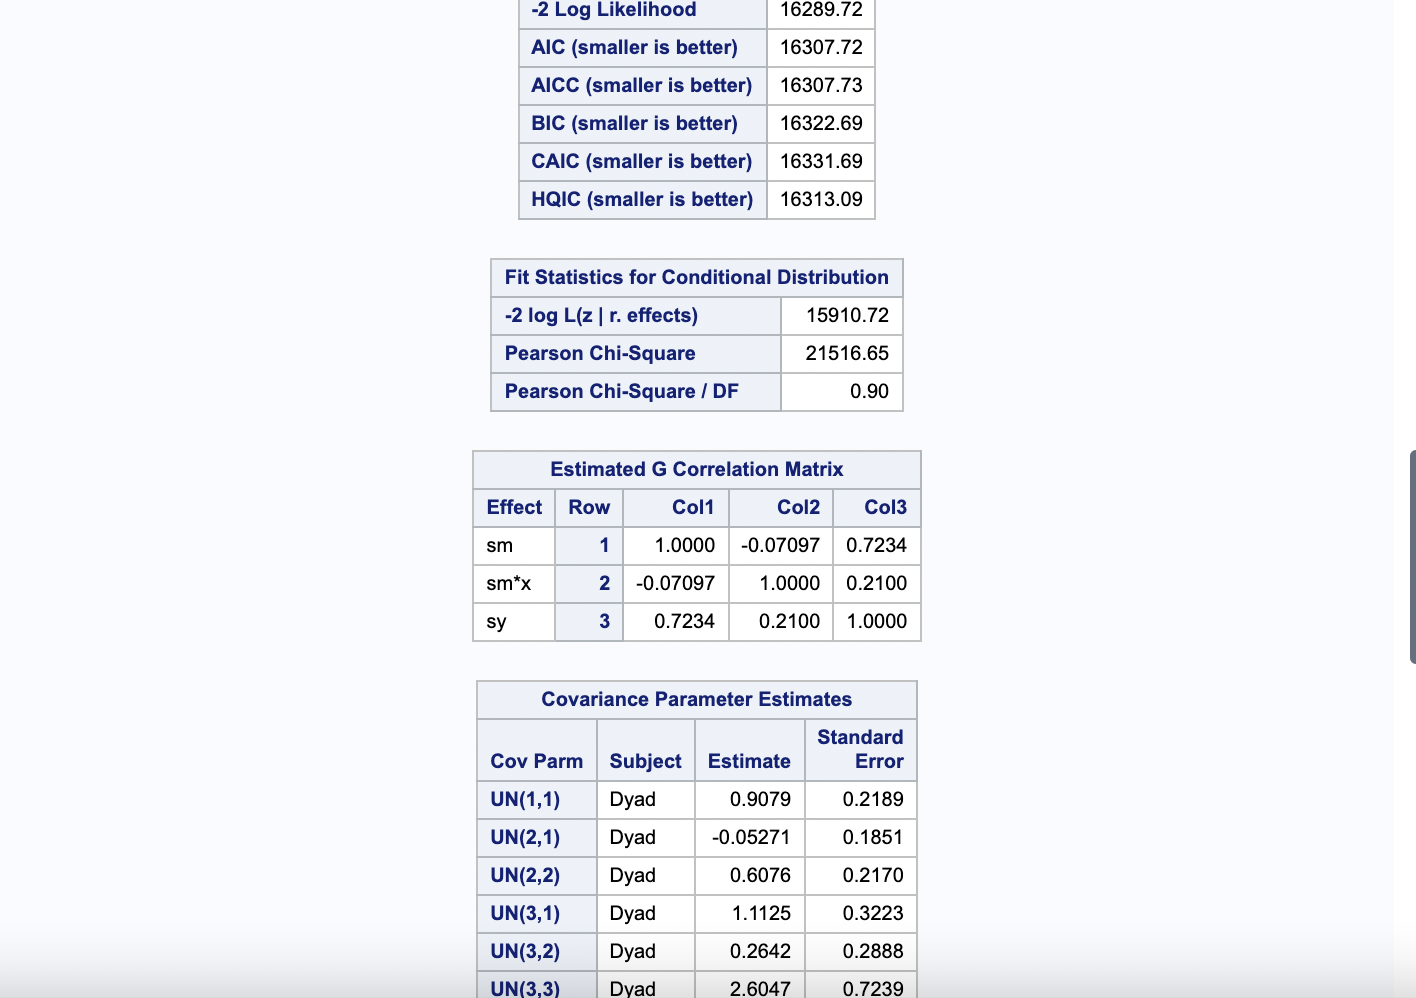 -2 Log Likelihood 16289.72
AIC (smaller is better) 16307.72
AICC (smaller is better) 16307.73
BIC (smaller is better) 16322.69
CAIC (smaller is better) 16331.69
HQIC (smaller is better) 16313.09
Fit Statistics for Conditional Distribution
-2 log L(z | r. effects) 15910.72
Pearson Chi-Square 21516.65
Pearson Chi-Square / DF 0.90
Estimated G Correlation Matrix
Effect Row Col1 Col2 Col3
sm 1 1.0000 -0.07097 0.7234
sm*x 2 -0.07097 1.0000 0.2100
sy 3 0.7234 0.2100 1.0000
Covariance Parameter Estimates
Cov Parm Subject Estimate Standard Error
UN(1,1) Dyad 0.9079 0.2189
UN(2,1) Dyad -0.05271 0.1851
UN(2,2) Dyad 0.6076 0.2170
UN(3,1) Dyad 1.1125 0.3223
UN(3,2) Dyad 0.2642 0.2888
UN(3,3) Dyad 2.6047 0.7239